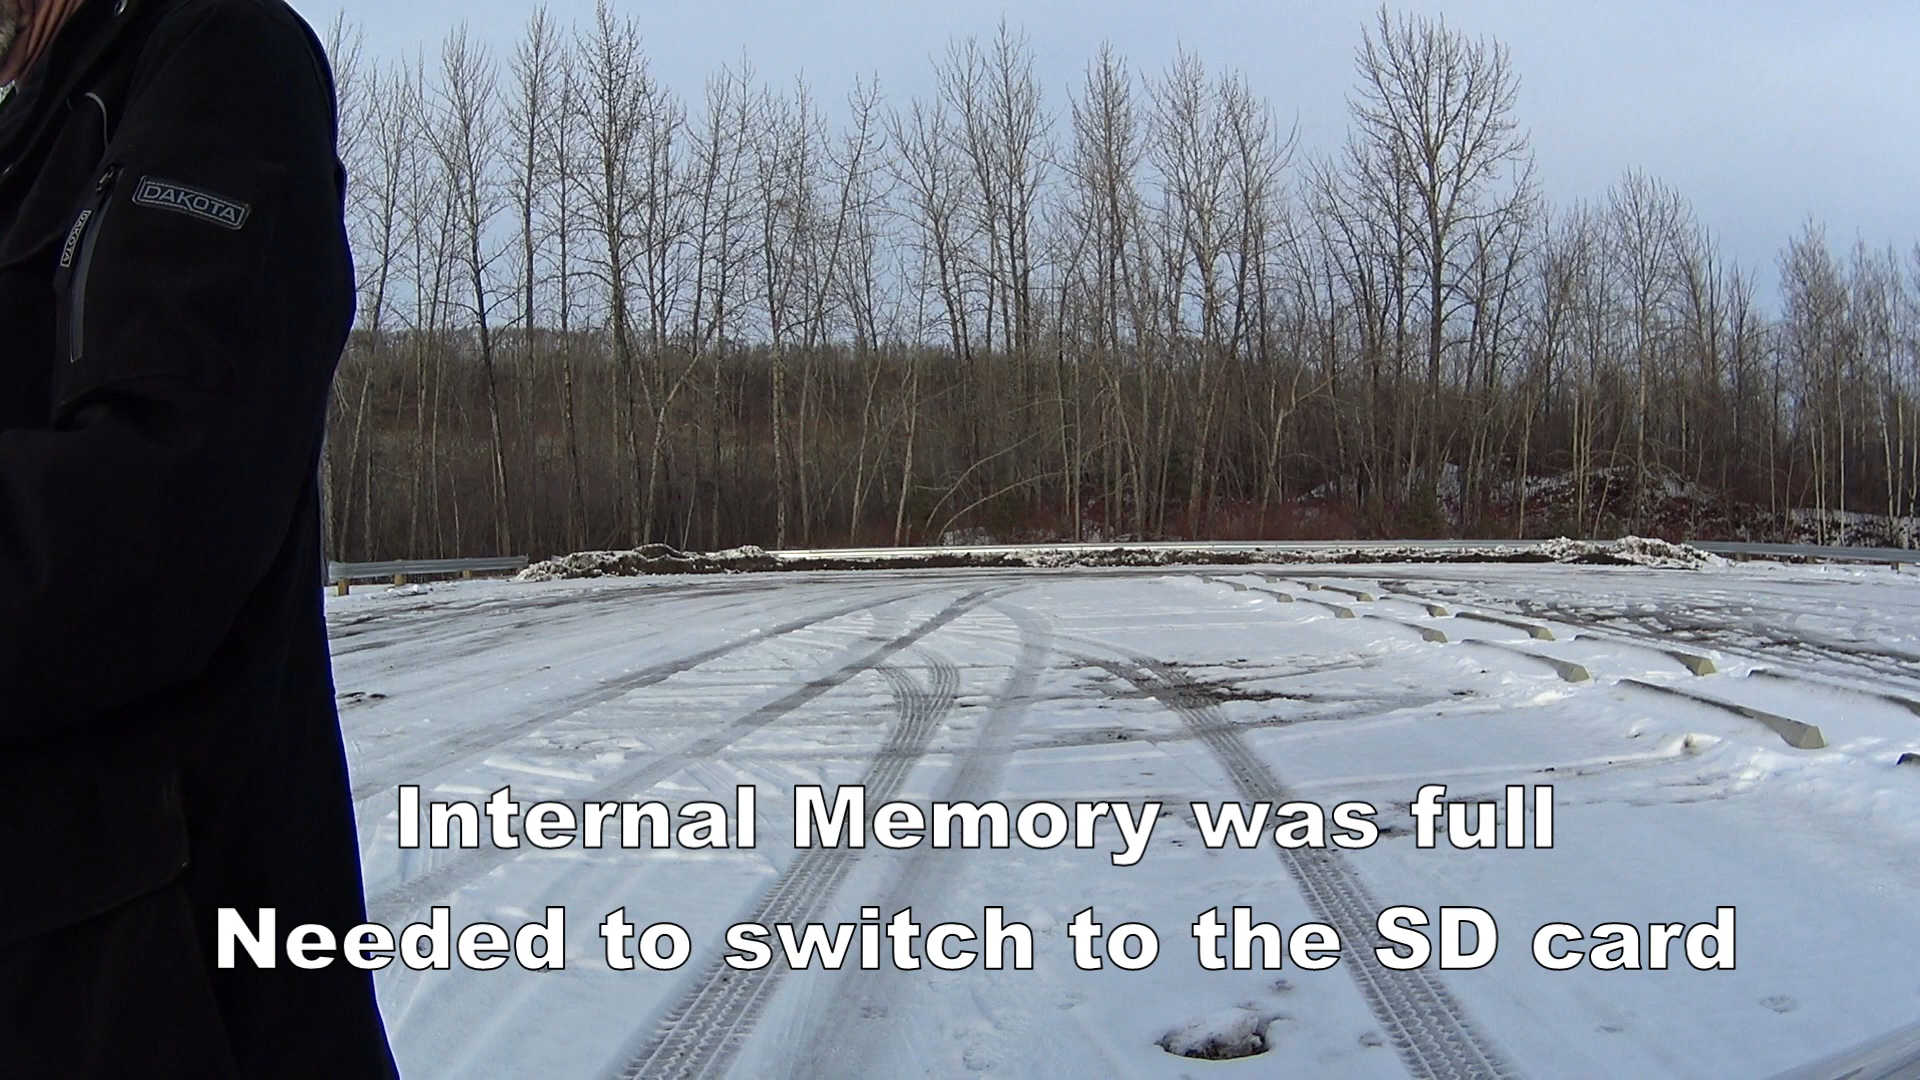 DAKOTA
DAKOTA
Internal Memory was full
Needed to switch to the SD card